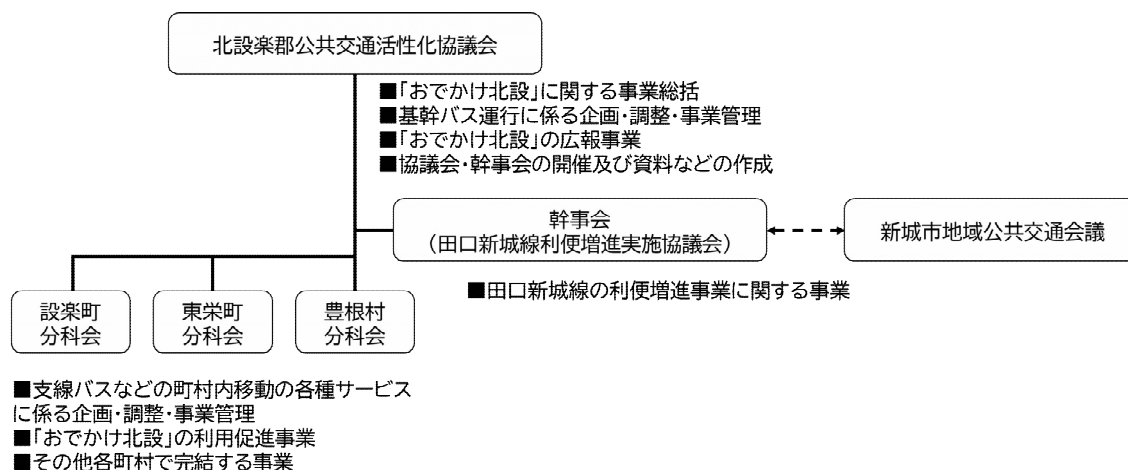 北設楽郡公共交通活性化協議会
■「おでかけ北設」に関する事業総括
■基幹バス運行に係る企画・調整・事業管理
■「おでかけ北設」の広報事業
■協議会・幹事会の開催及び資料などの作成
幹事会
（田口新城線利便増進実施協議会）
新城市地域公共交通会議
■田口新城線の利便増進事業に関する事業
設楽町
分科会
東栄町
分科会
豊根村
分科会
■支線バスなどの町村内移動の各種サービス
に係る企画・調整・事業管理
■「おでかけ北設」の利用促進事業
■その他各町村で完結する事業